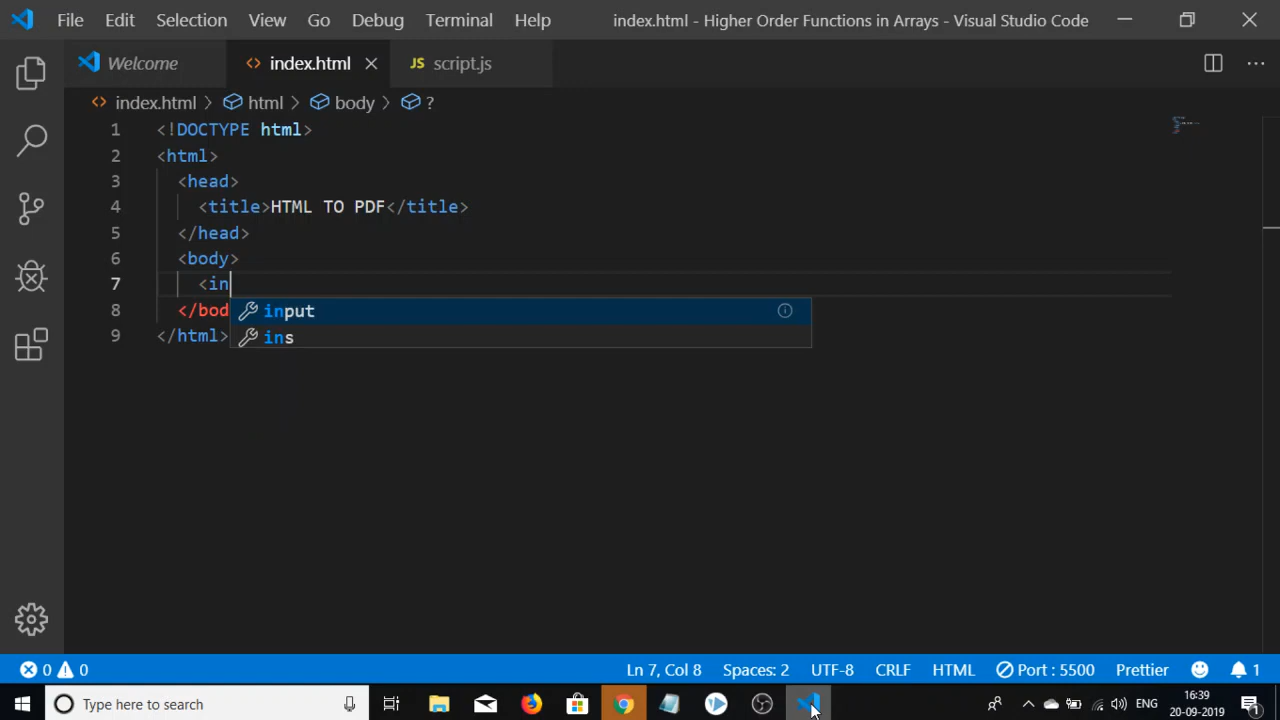 File Edit Selection View Go Debug Terminal Help index.html - Higher Order Functions in Arrays - Visual Studio Code
Welcome index.html JS script.js
index.html > html > body > ?
1 <!DOCTYPE html>
2 <html>
3 <head>
4 <title>HTML TO PDF</title>
5 </head>
6 <body>
7 <in
input
8 </bod
ins
9 </html>
0 0 Ln 7, Col 8 Spaces: 2 UTF-8 CRLF HTML Port : 5500 Prettier 1
Type here to search ENG 16:39
20-09-2019 1